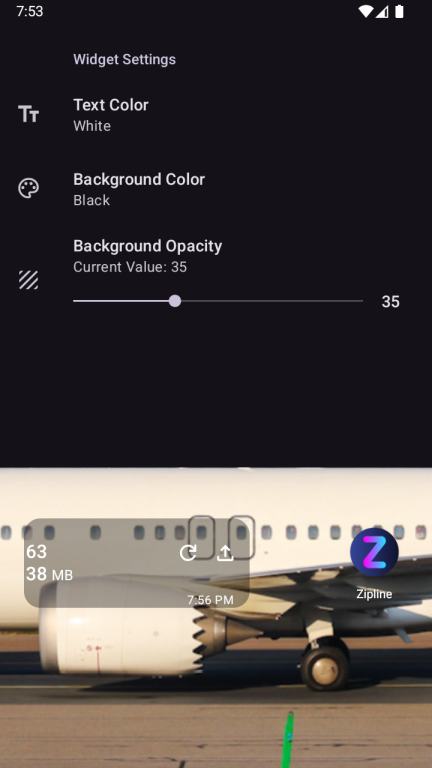 7:53
Widget Settings
Text Color
White
Background Color
Black
Background Opacity
Current Value: 35
35
63
38 MB
7:56 PM
Zipline